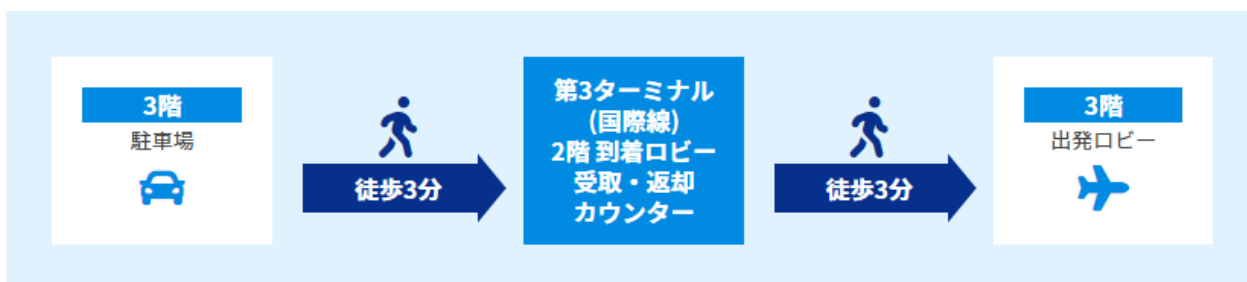 3階
駐車場
徒歩3分
第3ターミナル
(国際線)
2階 到着ロビー
受取・返却
カウンター
徒歩3分
3階
出発ロビー